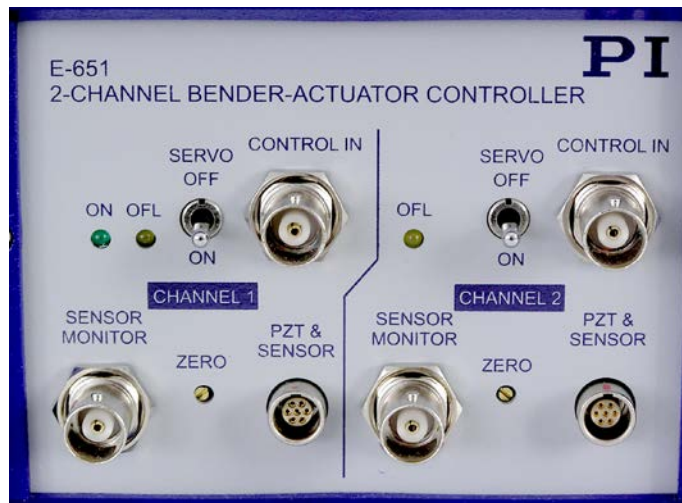 PI
E-651
2-CHANNEL BENDER-ACTUATOR CONTROLLER
SERVO
OFF
CONTROL IN
ON OFL
ON
CHANNEL 1
SENSOR
MONITOR
ZERO
PZT &
SENSOR
SERVO
OFF
CONTROL IN
OFL
ON
CHANNEL 2
SENSOR
MONITOR
ZERO
PZT &
SENSOR